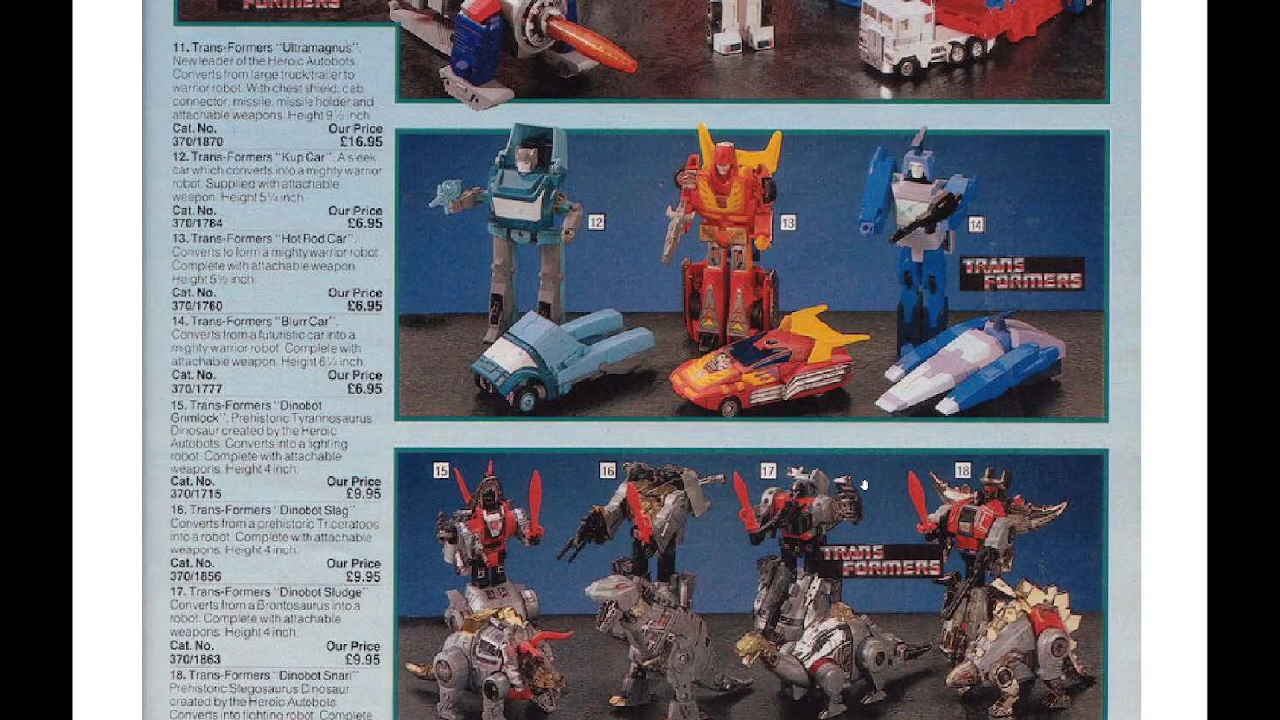 FORMERS
11. Trans-Formers "Ultramagnus".
New leader of the Heroic Autobots.
Converts from large truck/trailer to
warrior robot. With chest shield, cab
connector, missile, missile holder and
attachable weapons. Height 9½ inch
Cat. No. Our Price
370/1870 £16.95
12. Trans-Formers "Kup Car". A sleek
car which converts into a mighty warrior
robot. Supplied with attachable
weapon. Height 5¼ inch
Cat. No. Our Price
370/1784 £6.95
13. Trans-Formers "Hot Rod Car".
Converts to form a mighty warrior robot.
Complete with attachable weapon
Height 5½ inch.
Cat. No. Our Price
370/1760 £6.95
14. Trans-Formers "Blurr Car".
Converts from a futuristic car into a
mighty warrior robot. Complete with
attachable weapon. Height 6½ inch
Cat. No. Our Price
370/1777 £6.95
15. Trans-Formers "Dinobot
Grimlock". Prehistoric Tyrannosaurus
Dinosaur created by the Heroic
Autobots. Converts into a fighting
robot. Complete with attachable
weapons. Height 4 inch.
Cat. No. Our Price
370/1715 £9.95
16. Trans-Formers "Dinobot Slag"
Converts from a prehistoric Triceratops
into a robot. Complete with attachable
weapons. Height 4 inch.
Cat. No. Our Price
370/1856 £9.95
17. Trans-Formers "Dinobot Sludge"
Converts from a Brontosaurus into a
robot. Complete with attachable
weapons. Height 4 inch.
Cat. No. Our Price
370/1863 £9.95
18. Trans-Formers "Dinobot Snarl"
Prehistoric Stegosaurus Dinosaur
created by the Heroic Autobots.
Converts into fighting robot. Complete
12
13
14
TRANS
FORMERS
15
16
17
18
TRANS
FORMERS